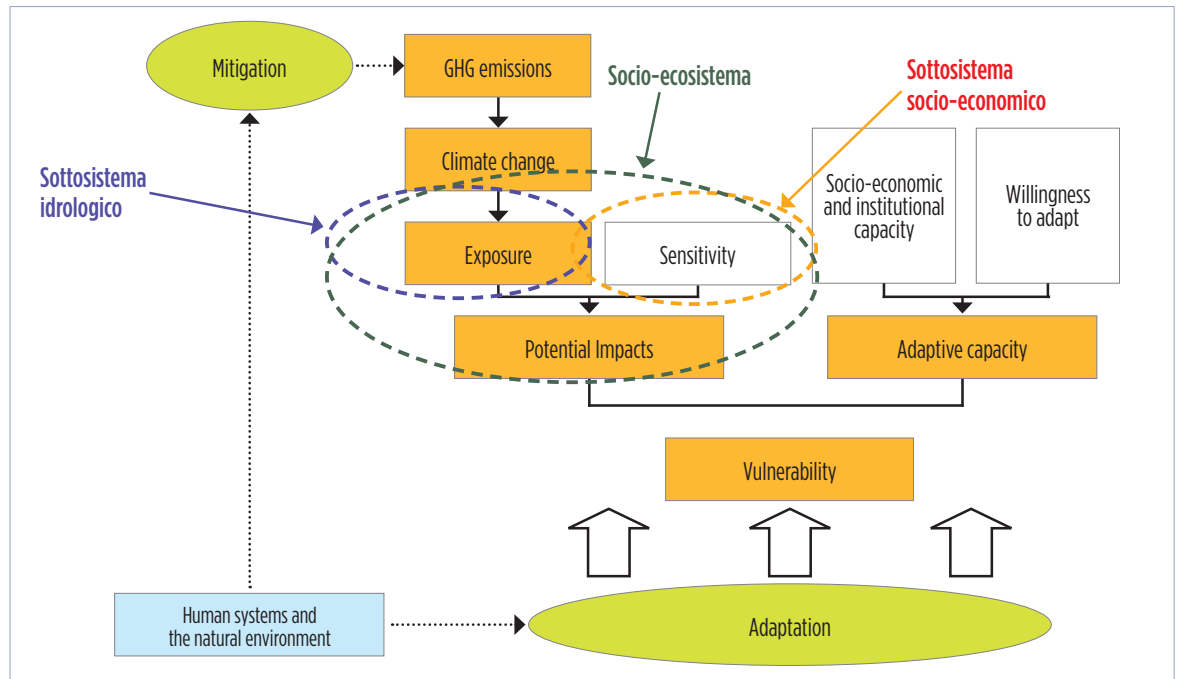 Mitigation
GHG emissions
Socio-ecosistema
Sottosistema
socio-economico
Climate change
Sottosistema
idrologico
Socio-economic
and institutional
capacity
Willingness
to adapt
Exposure
Sensitivity
Potential Impacts
Adaptive capacity
Vulnerability
Human systems and
the natural environment
Adaptation